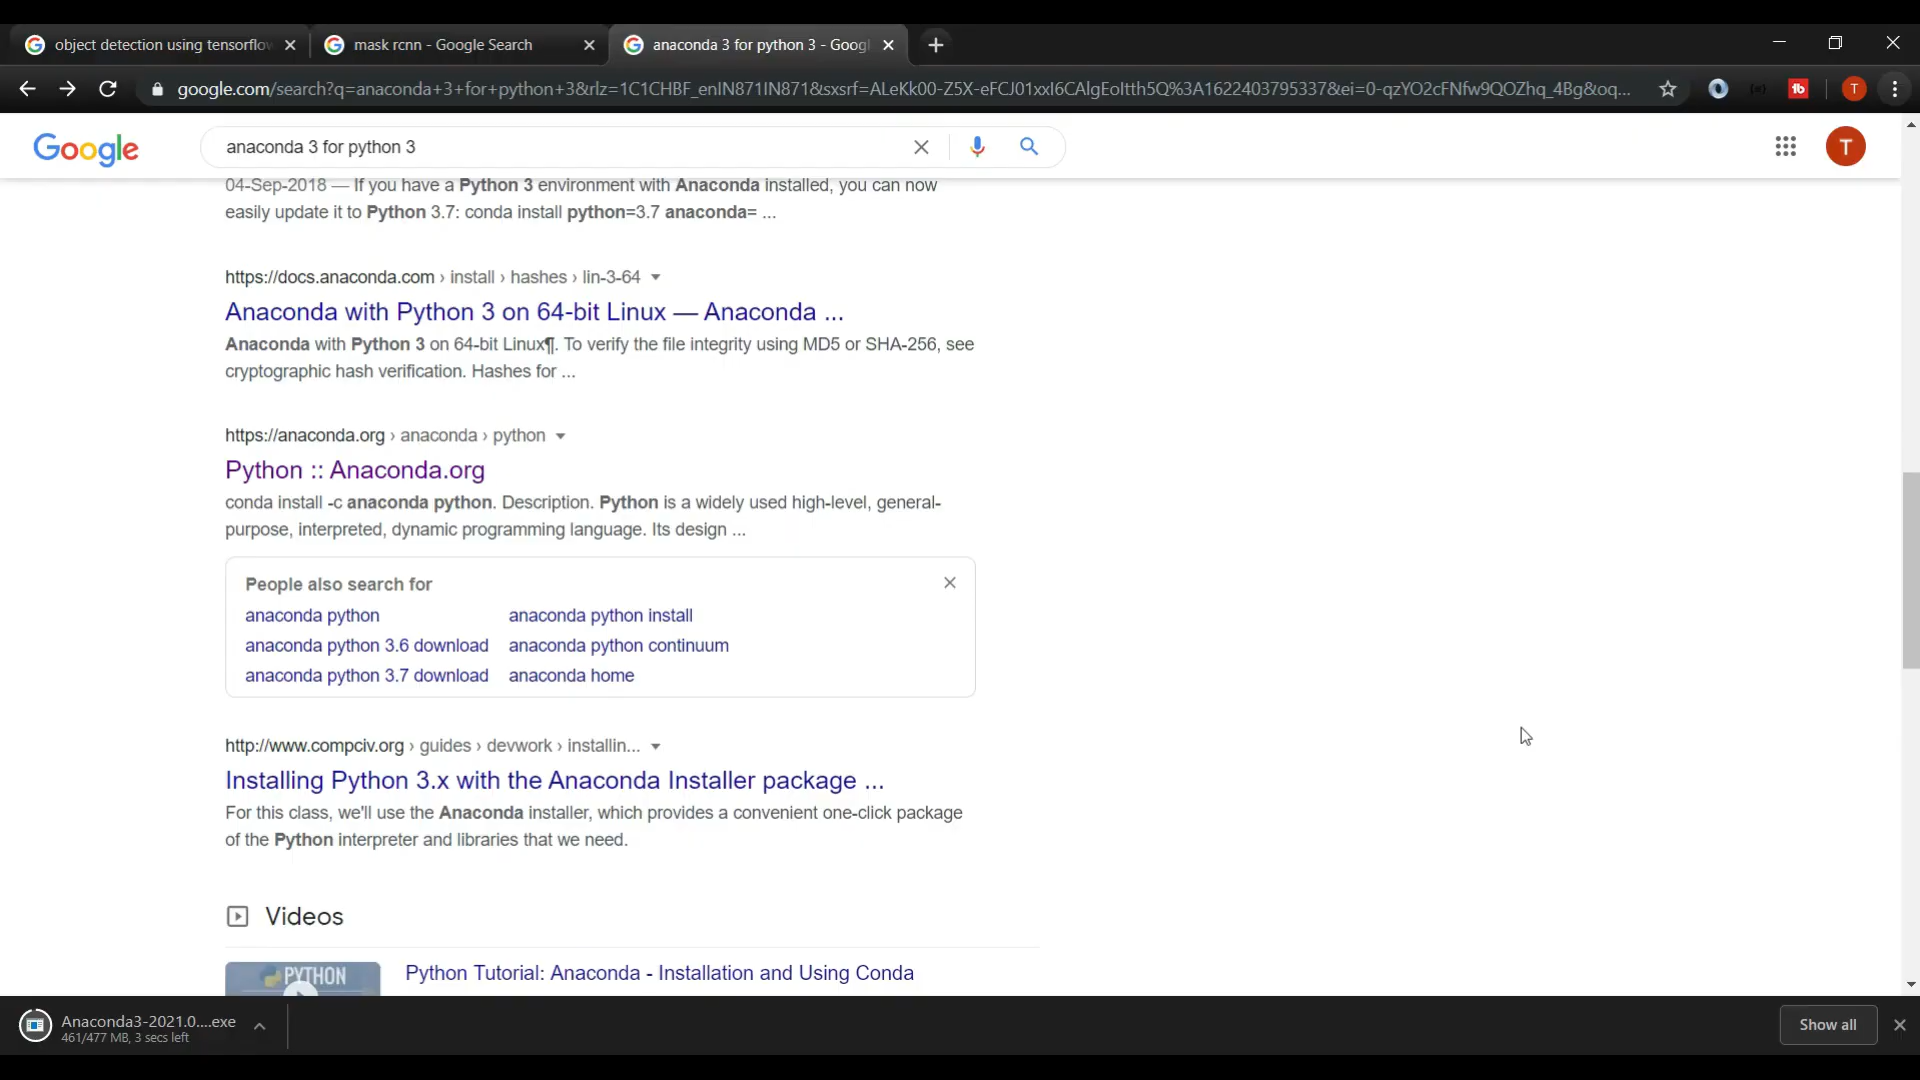 object detection using tensorflow
mask rcnn - Google Search
anaconda 3 for python 3 - Googl
google.com/search?q=anaconda+3+for+python+3&rlz=1C1CHBF_enIN871IN871&sxsrf=ALeKk00-Z5X-eFCJ01xxI6CAlgEoItth5Q%3A1622403795337&ei=0-qzYO2cFNfw9QOZhq_4Bg&oq...
T
Google
anaconda 3 for python 3
T
04-Sep-2018 — If you have a Python 3 environment with Anaconda installed, you can now
easily update it to Python 3.7: conda install python=3.7 anaconda= ...
https://docs.anaconda.com › install › hashes › lin-3-64
Anaconda with Python 3 on 64-bit Linux — Anaconda ...
Anaconda with Python 3 on 64-bit Linux¶. To verify the file integrity using MD5 or SHA-256, see
cryptographic hash verification. Hashes for ...
https://anaconda.org › anaconda › python
Python :: Anaconda.org
conda install -c anaconda python. Description. Python is a widely used high-level, general-
purpose, interpreted, dynamic programming language. Its design ...
People also search for
anaconda python anaconda python install
anaconda python 3.6 download anaconda python continuum
anaconda python 3.7 download anaconda home
http://www.compciv.org › guides › devwork › installin...
Installing Python 3.x with the Anaconda Installer package ...
For this class, we'll use the Anaconda installer, which provides a convenient one-click package
of the Python interpreter and libraries that we need.
Videos
PYTHON
Python Tutorial: Anaconda - Installation and Using Conda
Anaconda3-2021.0....exe
461/477 MB, 3 secs left
Show all